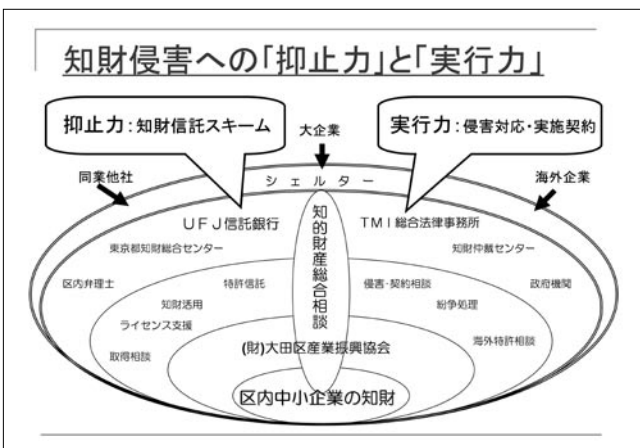 知財侵害への「抑止力」と「実行力」
抑止力：知財信託スキーム
大企業
実行力：侵害対応・実施契約
同業他社
海外企業
シェルター
UFJ信託銀行
TMI総合法律事務所
知的財産総合相談
東京都知財総合センター
知財仲裁センター
区内弁理士
特許信託
侵害・契約相談
政府機関
知財活用
紛争処理
ライセンス支援
海外特許相談
取得相談
(財)大田区産業振興協会
区内中小企業の知財